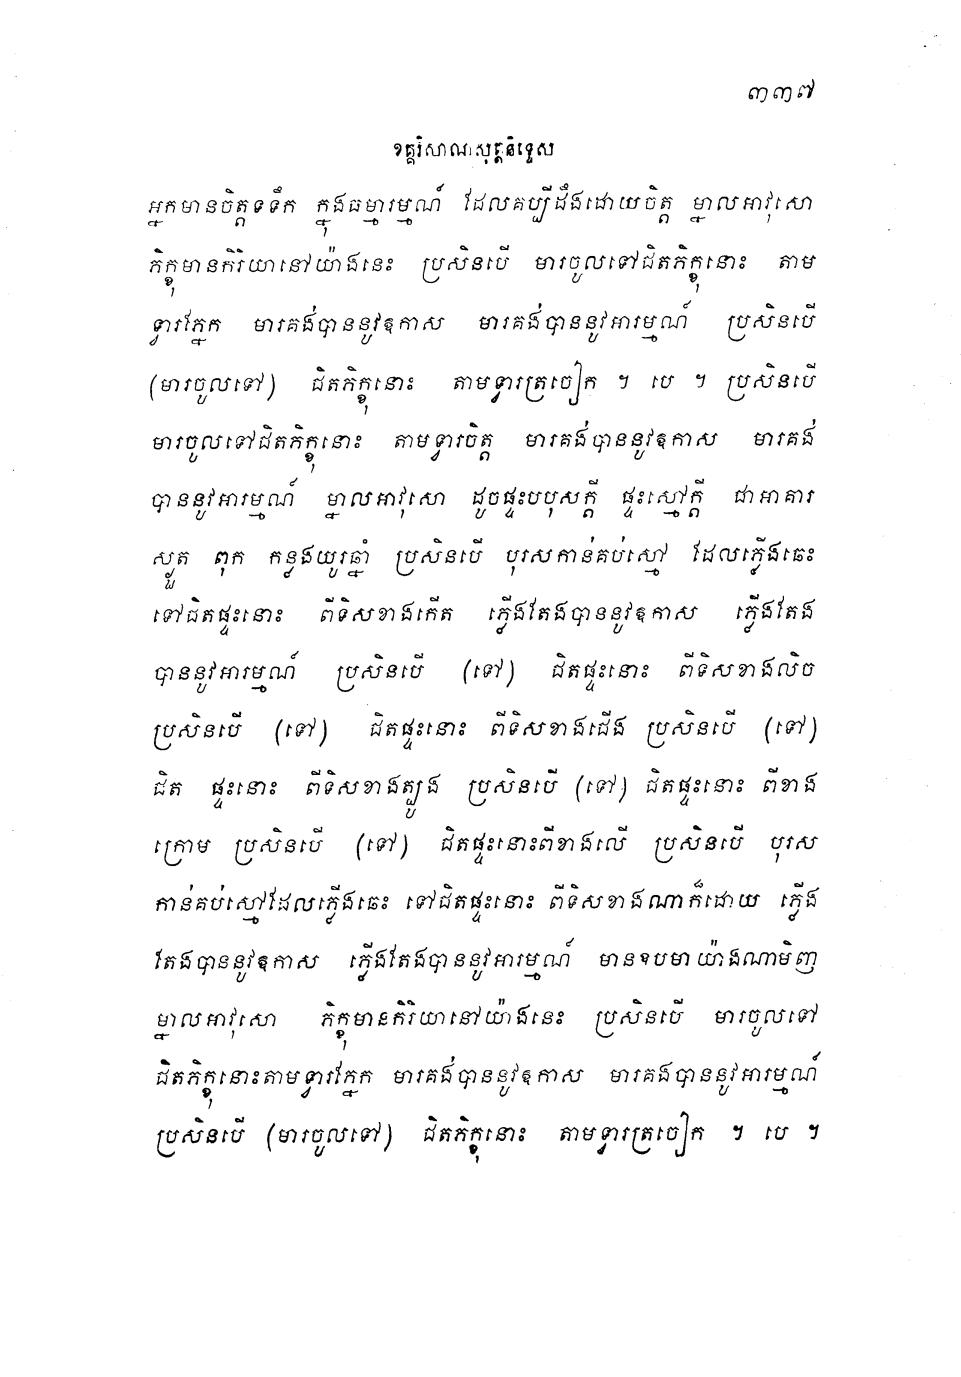 ៣៣៧
ខគ្គវិសាណសុត្តនិទ្ទេស
អ្នកមានចិត្តទទឹក ក្នុងធម្មារម្មណ៍ ដែលគប្បីដឹងដោយចិត្ត ម្នាលអាវុសោ
ភិក្ខុមានកិរិយានៅយ៉ាងនេះ ប្រសិនបើ មារចូលទៅជិតភិក្ខុនោះ តាម
ទ្វារភ្នែក មារគង់បាននូវឱកាស មារគង់បាននូវអារម្មណ៍ ប្រសិនបើ
(មារចូលទៅ) ជិតភិក្ខុនោះ តាមទ្វារត្រចៀក ។ បេ ។ ប្រសិនបើ
មារចូលទៅជិតភិក្ខុនោះ តាមទ្វារចិត្ត មារគង់បាននូវឱកាស មារគង់
បាននូវអារម្មណ៍ ម្នាលអាវុសោ ដូចផ្ទះបបុសក្តី ផ្ទះស្មៅក្តី ជាអាគារ
ស្ងួត ពុក កន្លងយូរឆ្នាំ ប្រសិនបើ បុរសកាន់គប់ស្មៅ ដែលភ្លើងឆេះ
ទៅជិតផ្ទះនោះ ពីទិសខាងកើត ភ្លើងតែងបាននូវឱកាស ភ្លើងតែង
បាននូវអារម្មណ៍ ប្រសិនបើ (ទៅ) ជិតផ្ទះនោះ ពីទិសខាងលិច
ប្រសិនបើ (ទៅ) ជិតផ្ទះនោះ ពីទិសខាងជើង ប្រសិនបើ (ទៅ)
ជិត ផ្ទះនោះ ពីទិសខាងត្បូង ប្រសិនបើ (ទៅ) ជិតផ្ទះនោះ ពីខាង
ក្រោម ប្រសិនបើ (ទៅ) ជិតផ្ទះនោះពីខាងលើ ប្រសិនបើ បុរស
កាន់គប់ស្មៅដែលភ្លើងឆេះ ទៅជិតផ្ទះនោះ ពីទិសខាងណាក៏ដោយ ភ្លើង
តែងបាននូវឱកាស ភ្លើងតែងបាននូវអារម្មណ៍ មានឧបមាយ៉ាងណាមិញ
ម្នាលអាវុសោ ភិក្ខុមានកិរិយានៅយ៉ាងនេះ ប្រសិនបើ មារចូលទៅ
ជិតភិក្ខុនោះតាមទ្វារភ្នែក មារគង់បាននូវឱកាស មារគង់បាននូវអារម្មណ៍
ប្រសិនបើ (មារចូលទៅ) ជិតភិក្ខុនោះ តាមទ្វារត្រចៀក ។ បេ ។